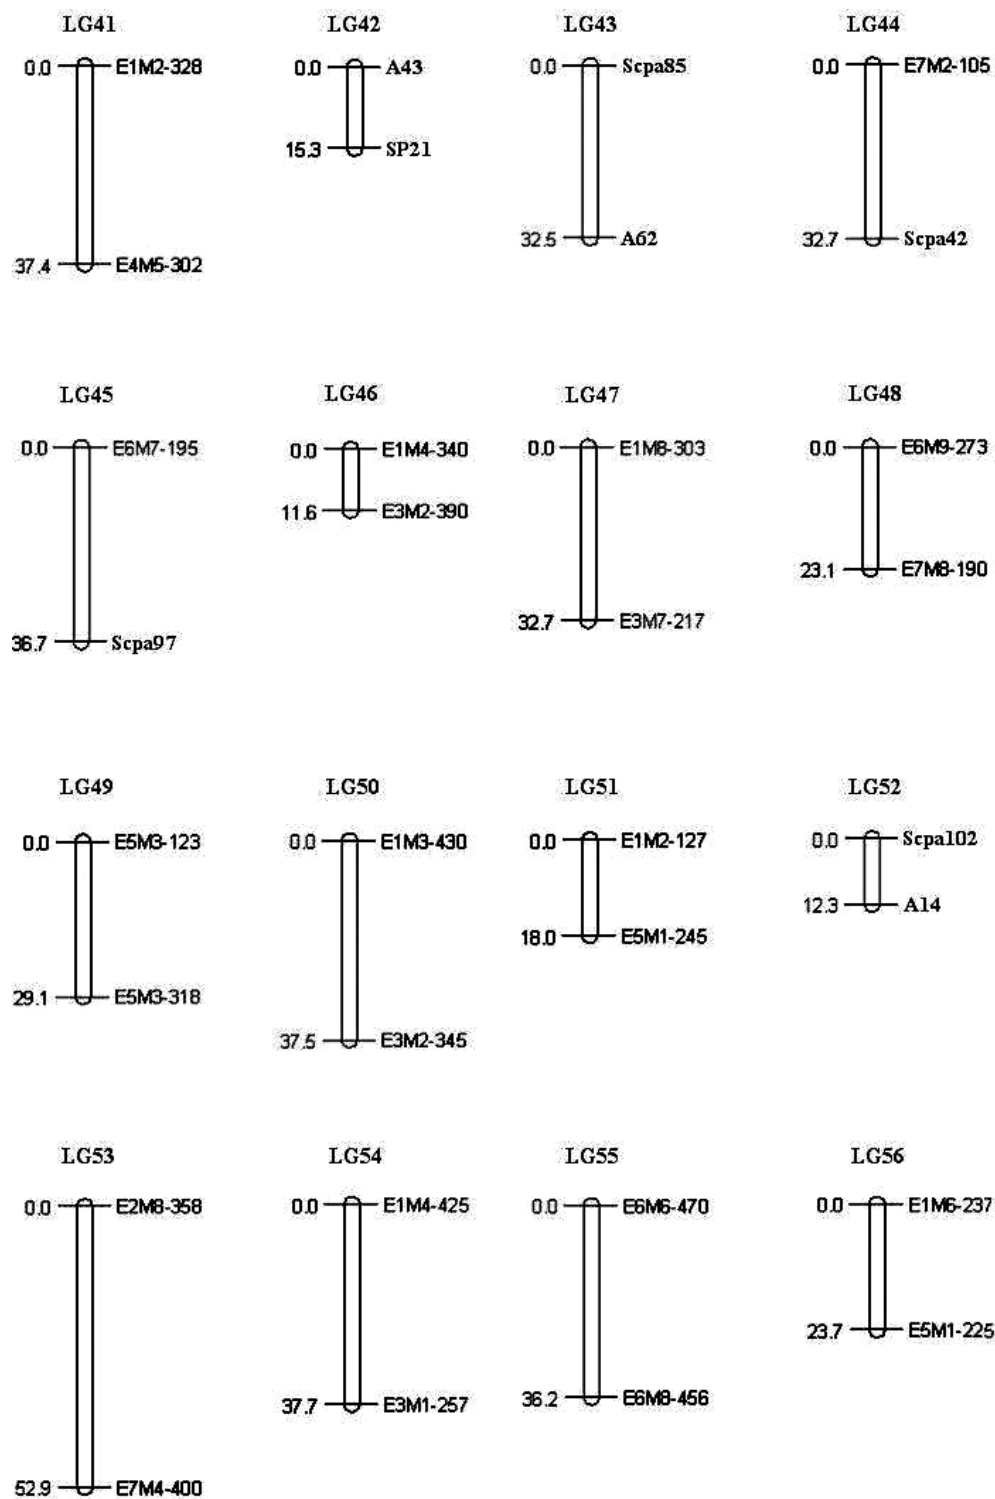 LG41 LG42 LG43 LG44
0.0 E1M2-328 0.0 A43 0.0 Scpa85 0.0 E7M2-105
15.3 SP21
37.4 E4M5-302 32.5 A62 32.7 Scpa42
LG45 LG46 LG47 LG48
0.0 E6M7-195 0.0 E1M4-340 0.0 E1M8-303 0.0 E6M9-273
11.6 E3M2-390
23.1 E7M8-190
36.7 Scpa97 32.7 E3M7-217
LG49 LG50 LG51 LG52
0.0 E5M3-123 0.0 E1M3-430 0.0 E1M2-127 0.0 Scpa102
12.3 A14
18.0 E5M1-245
29.1 E5M3-318
37.5 E3M2-345
LG53 LG54 LG55 LG56
0.0 E2M8-358 0.0 E1M4-425 0.0 E6M6-470 0.0 E1M6-237
23.7 E5M1-225
37.7 E3M1-257 36.2 E6M8-456
52.9 E7M4-400